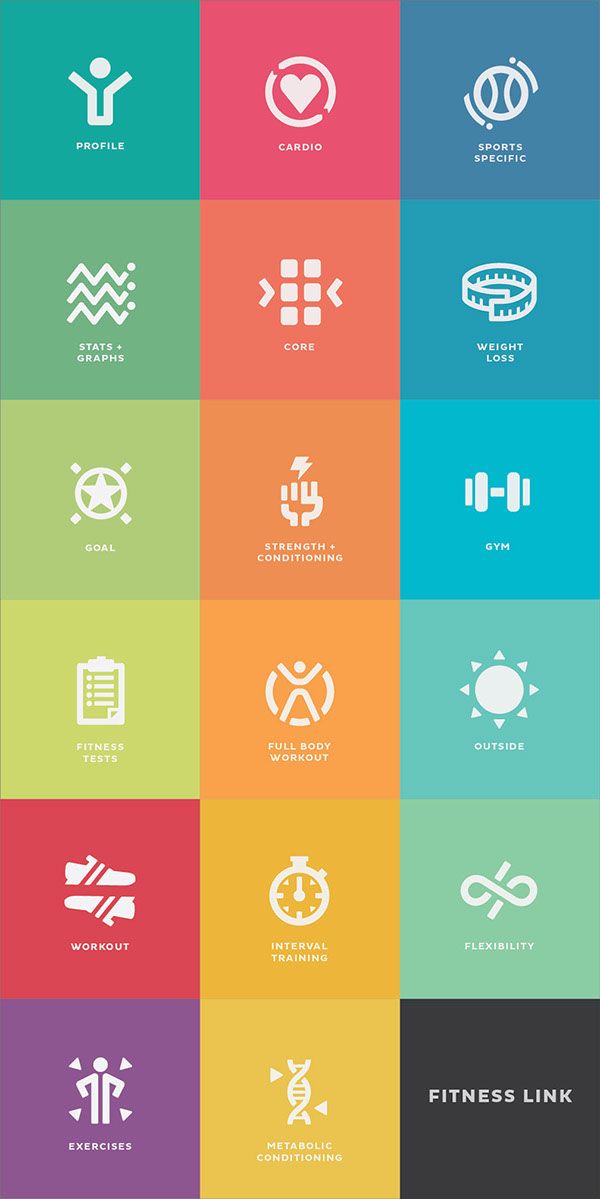 PROFILE
CARDIO
SPORTS
SPECIFIC
STATS +
GRAPHS
CORE
WEIGHT
LOSS
GOAL
STRENGTH +
CONDITIONING
GYM
FITNESS
TESTS
FULL BODY
WORKOUT
OUTSIDE
WORKOUT
INTERVAL
TRAINING
FLEXIBILITY
EXERCISES
METABOLIC
CONDITIONING
FITNESS LINK